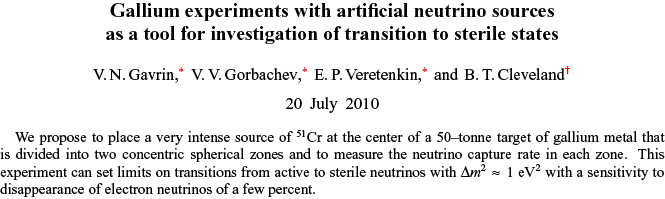 Gallium experiments with artificial neutrino sources
as a tool for investigation of transition to sterile states
V. N. Gavrin,* V. V. Gorbachev,* E. P. Veretenkin,* and B. T. Cleveland†
20 July 2010
We propose to place a very intense source of ⁵¹Cr at the center of a 50–tonne target of gallium metal that
is divided into two concentric spherical zones and to measure the neutrino capture rate in each zone. This
experiment can set limits on transitions from active to sterile neutrinos with Δm² ≈ 1 eV² with a sensitivity to
disappearance of electron neutrinos of a few percent.